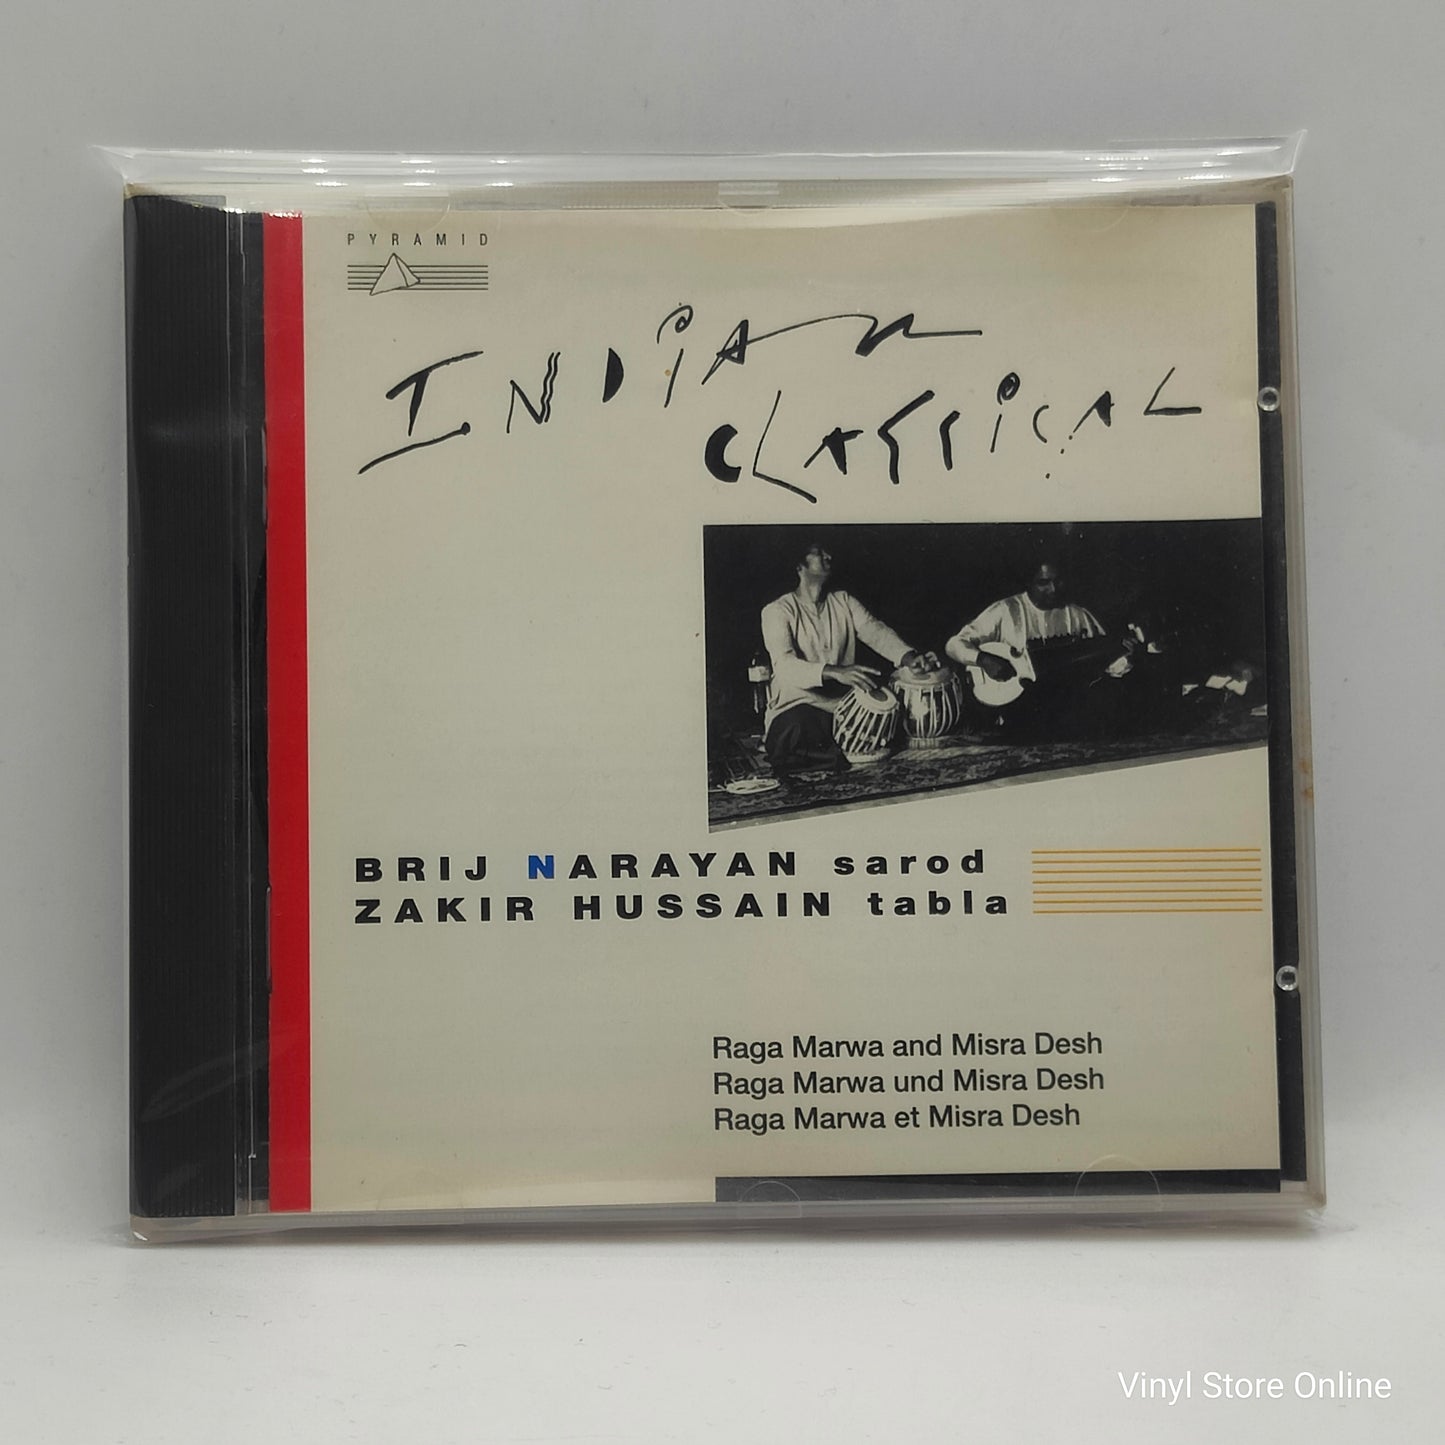 PYRAMID
INDIAN
CLASSICAL
BRIJ NARAYAN sarod
ZAKIR HUSSAIN tabla
Raga Marwa and Misra Desh
Raga Marwa und Misra Desh
Raga Marwa et Misra Desh
Vinyl Store Online